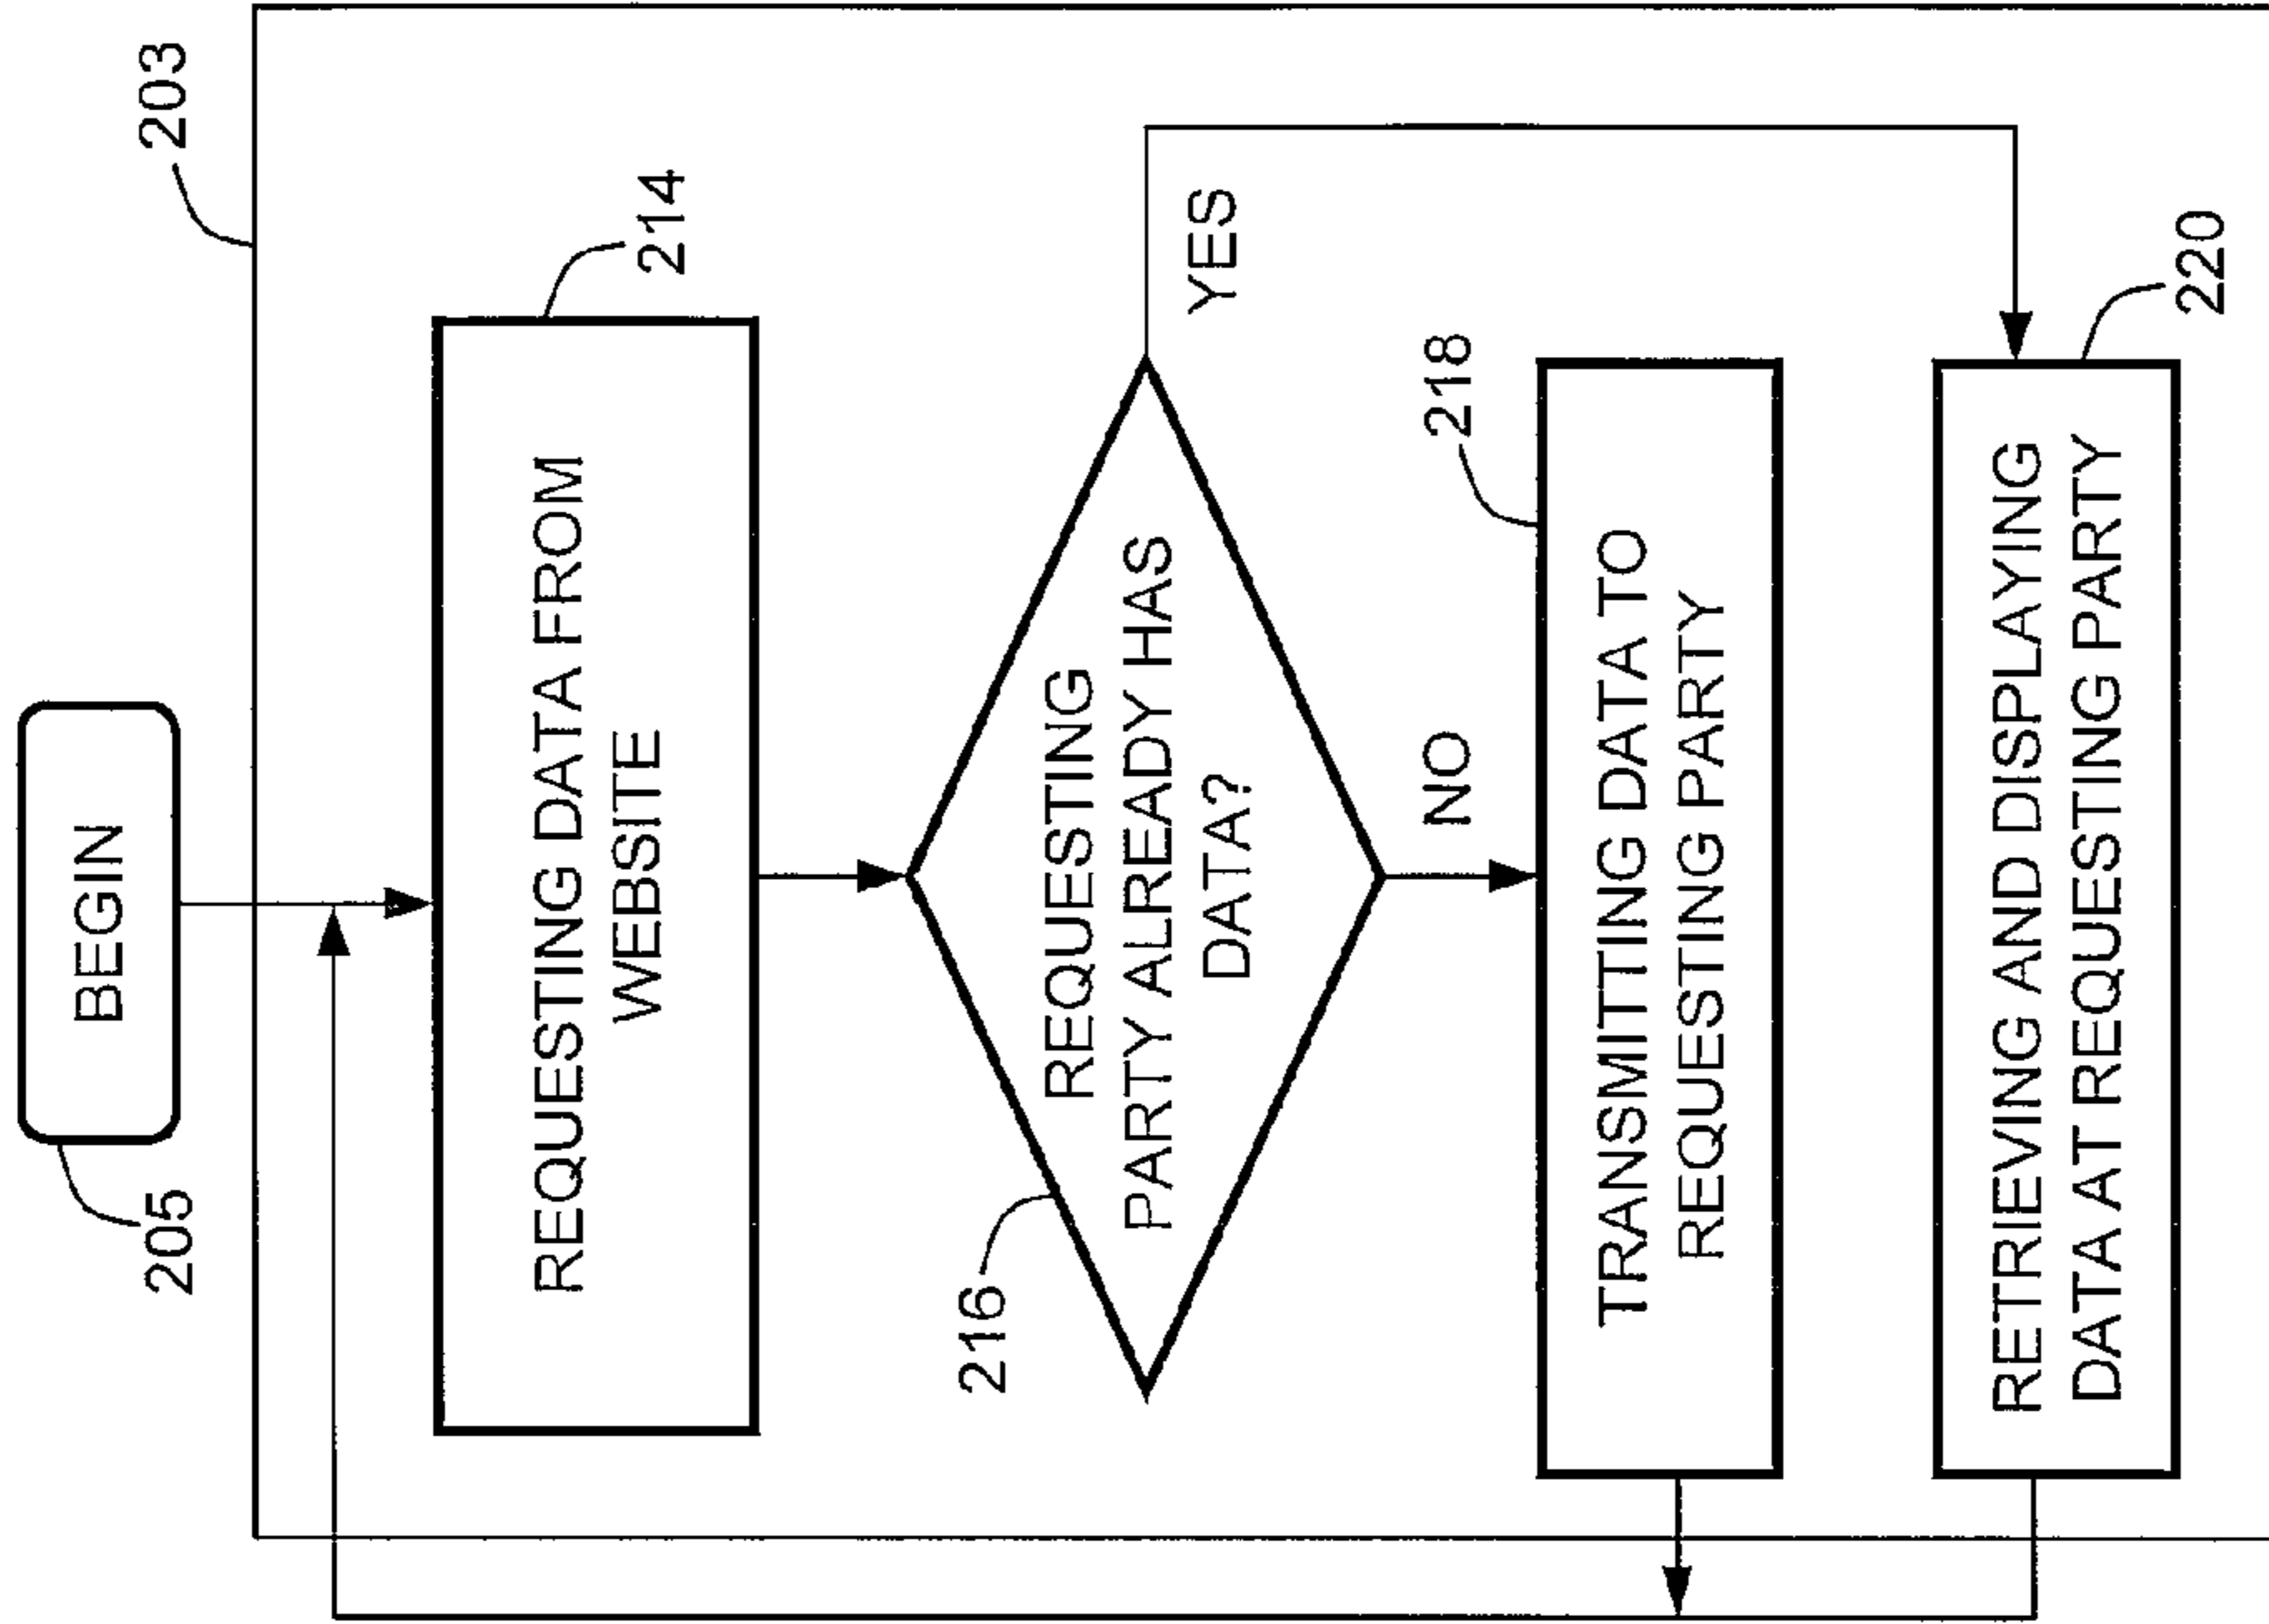 BEGIN
205
203
REQUESTING DATA FROM
WEBSITE
214
REQUESTING
PARTY ALREADY HAS
DATA?
216
YES
NO
218
TRANSMITTING DATA TO
REQUESTING PARTY
RETRIEVING AND DISPLAYING
DATA AT REQUESTING PARTY
220